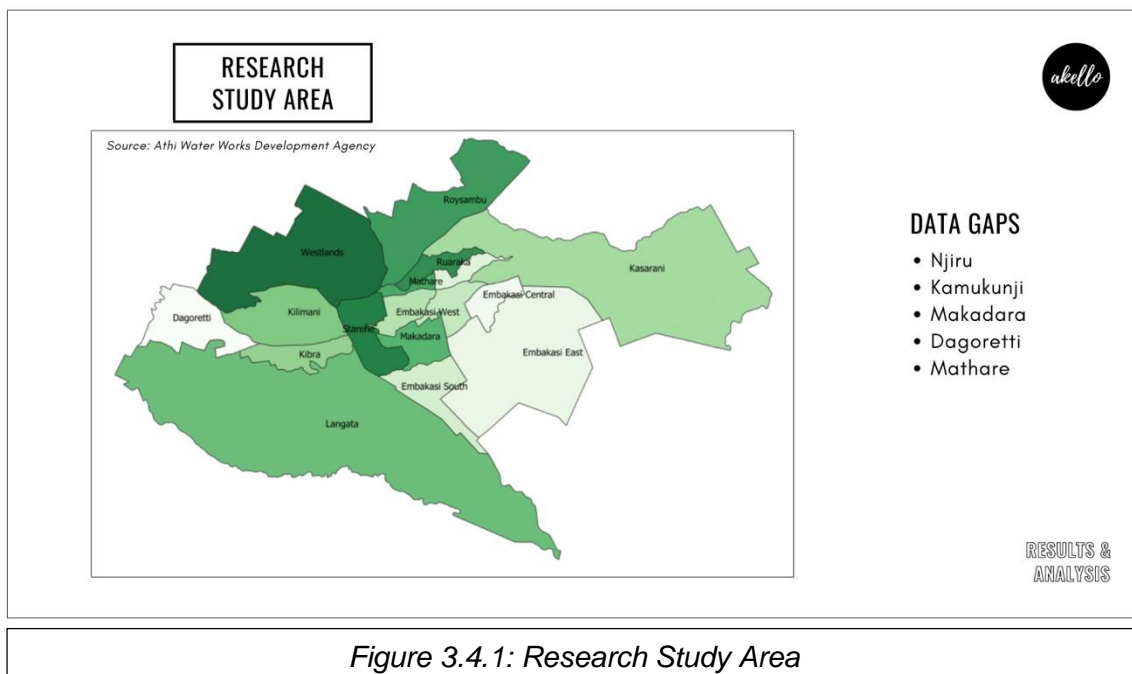 RESEARCH
STUDY AREA
akello
Source: Athi Water Works Development Agency
Roysambu
Westlands
Ruaraka
Kasarani
Mathare
Embakasi Central
Dagoretti
Kilimani
Embakasi West
Starehe
Makadara
Embakasi East
Kibra
Embakasi South
Langata
DATA GAPS
• Njiru
• Kamukunji
• Makadara
• Dagoretti
• Mathare
RESULTS &
ANALYSIS
Figure 3.4.1: Research Study Area